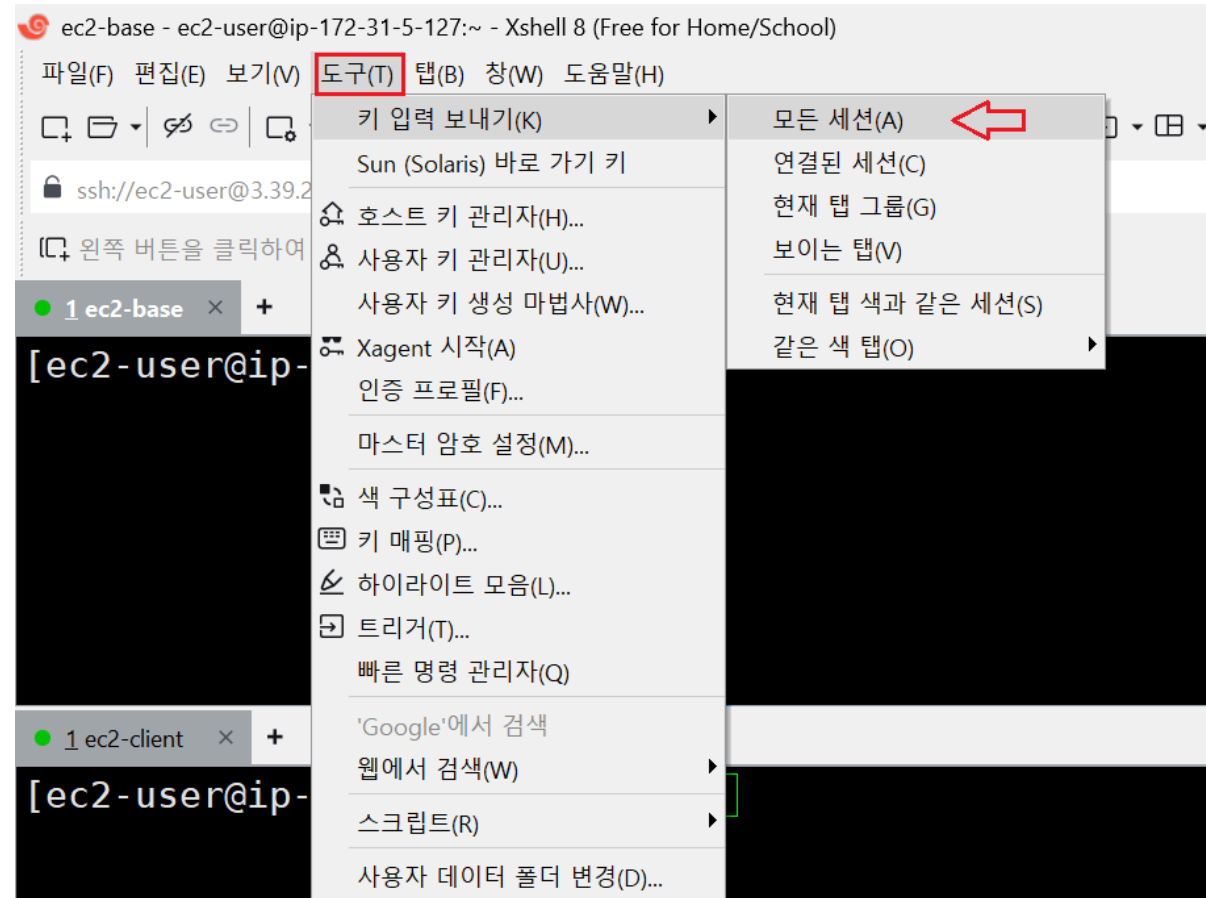 ec2-base - ec2-user@ip-172-31-5-127:~ - Xshell 8 (Free for Home/School)
파일(F) 편집(E) 보기(V) 도구(T) 탭(B) 창(W) 도움말(H)
ssh://ec2-user@3.39.2
왼쪽 버튼을 클릭하여
1 ec2-base × +
[ec2-user@ip-
키 입력 보내기(K)
Sun (Solaris) 바로 가기 키
호스트 키 관리자(H)...
사용자 키 관리자(U)...
사용자 키 생성 마법사(W)...
Xagent 시작(A)
인증 프로필(F)...
마스터 암호 설정(M)...
색 구성표(C)...
키 매핑(P)...
하이라이트 모음(L)...
트리거(T)...
빠른 명령 관리자(Q)
'Google'에서 검색
웹에서 검색(W)
스크립트(R)
사용자 데이터 폴더 변경(D)...
모든 세션(A)
연결된 세션(C)
현재 탭 그룹(G)
보이는 탭(V)
현재 탭 색과 같은 세션(S)
같은 색 탭(O)
1 ec2-client × +
[ec2-user@ip-